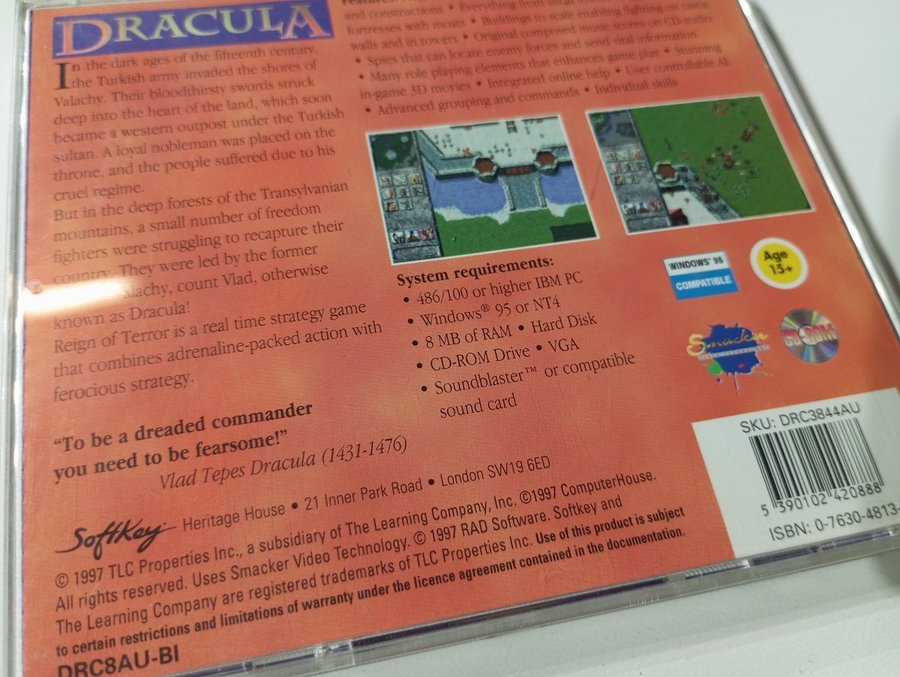 DRACULA
In the dark ages of the fifteenth century,
the Turkish army invaded the shores of
Valachy. Their bloodthirsty swords struck
deep into the heart of the land, which soon
became a western outpost under the Turkish
sultan. A loyal nobleman was placed on the
throne, and the people suffered due to his
cruel regime.
But in the deep forests of the Transylvanian
mountains, a small number of freedom
fighters were struggling to recapture their
country. They were led by the former
count Vlad, otherwise
known as Dracula!
Reign of Terror is a real time strategy game
that combines adrenaline-packed action with
ferocious strategy.
"To be a dreaded commander
you need to be fearsome!"
Vlad Tepes Dracula (1431-1476)
and constructions • Everything from small
fortresses with moats • Buildings to scale enabling fighting on castle
walls and in towers • Original composed music scores on CD-audio
• Spies that can locate enemy forces and send vital information
• Many role playing elements that enhances game play • Stunning
in-game 3D movies • Integrated online help • User controllable AI
• Advanced grouping and commands • Individual skills
System requirements:
• 486/100 or higher IBM PC
• Windows® 95 or NT4
• 8 MB of RAM • Hard Disk
• CD-ROM Drive • VGA
• Soundblaster™ or compatible
sound card
WINDOWS® 95
COMPATIBLE
Age
15+
Smacker
CD-ROM
SKU: DRC3844AU
5 390102 420888
ISBN: 0-7630-4813-
SoftKey Heritage House • 21 Inner Park Road • London SW19 6ED
© 1997 TLC Properties Inc., a subsidiary of The Learning Company, Inc. ©1997 ComputerHouse.
All rights reserved. Uses Smacker Video Technology. © 1997 RAD Software. Softkey and
The Learning Company are registered trademarks of TLC Properties Inc. Use of this product is subject
to certain restrictions and limitations of warranty under the licence agreement contained in the documentation.
DRC8AU-BI